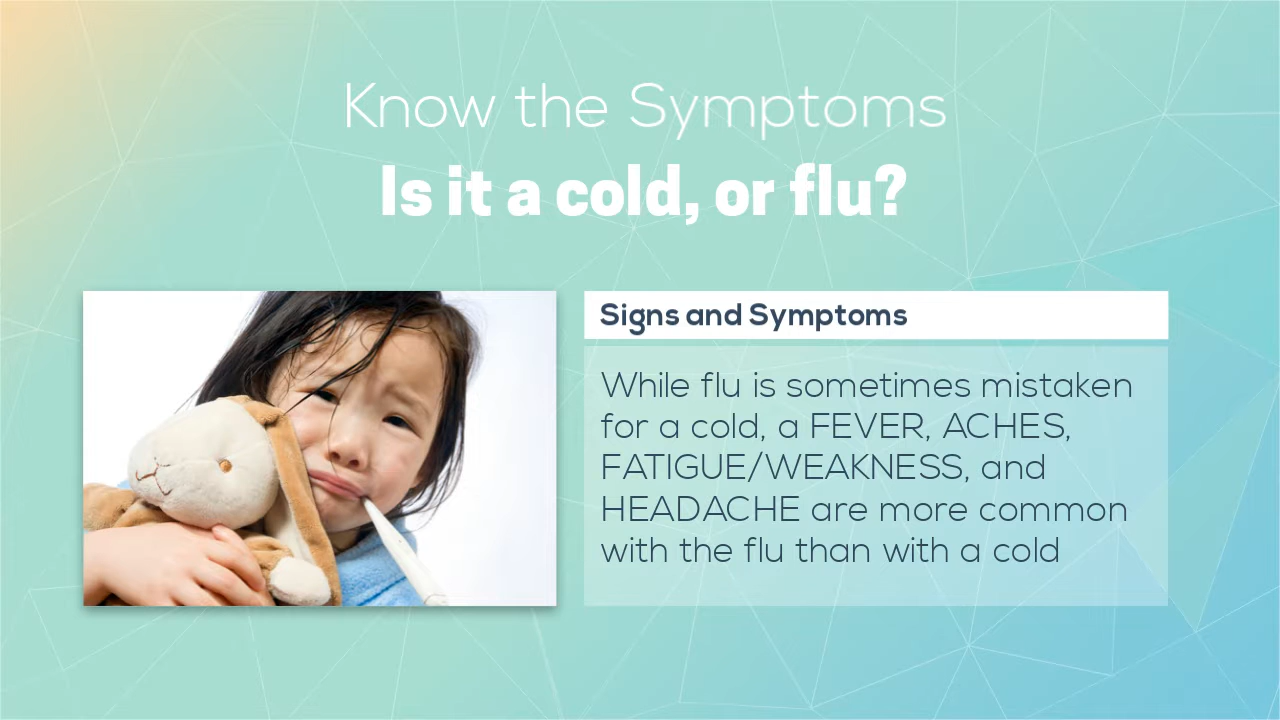 Know the Symptoms
Is it a cold, or flu?
Signs and Symptoms
While flu is sometimes mistaken
for a cold, a FEVER, ACHES,
FATIGUE/WEAKNESS, and
HEADACHE are more common
with the flu than with a cold